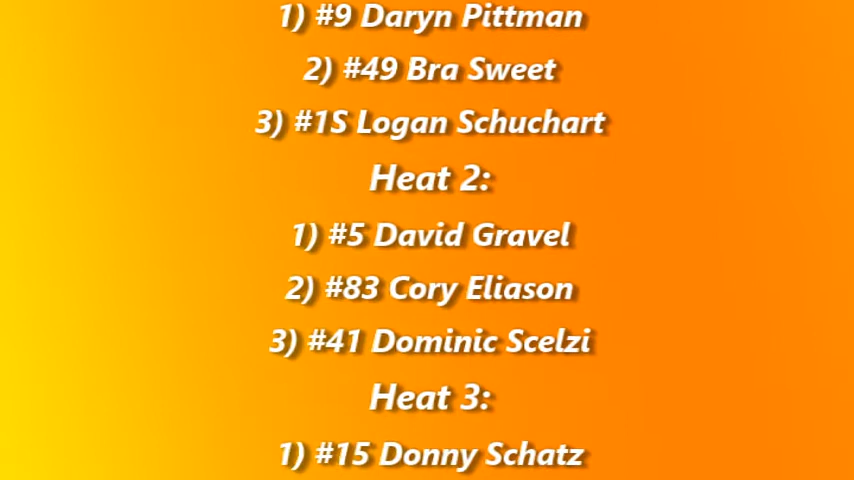 1) #9 Daryn Pittman
2) #49 Bra Sweet
3) #1S Logan Schuchart
Heat 2:
1) #5 David Gravel
2) #83 Cory Eliason
3) #41 Dominic Scelzi
Heat 3:
1) #15 Donny Schatz